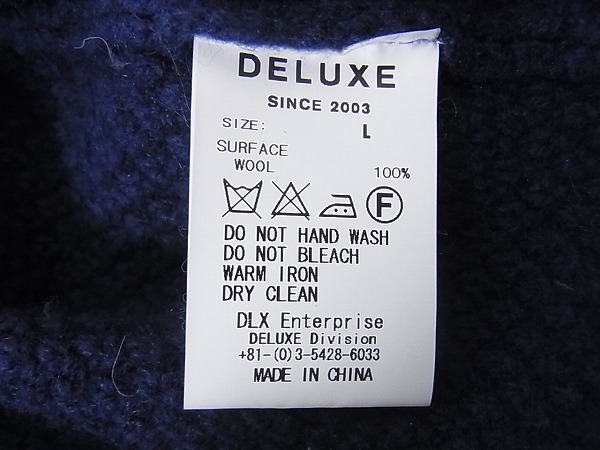 DELUXE
SINCE 2003
SIZE: L
SURFACE
WOOL 100%
F
DO NOT HAND WASH
DO NOT BLEACH
WARM IRON
DRY CLEAN
DLX Enterprise
DELUXE Division
+81-(0)3-5428-6033
MADE IN CHINA